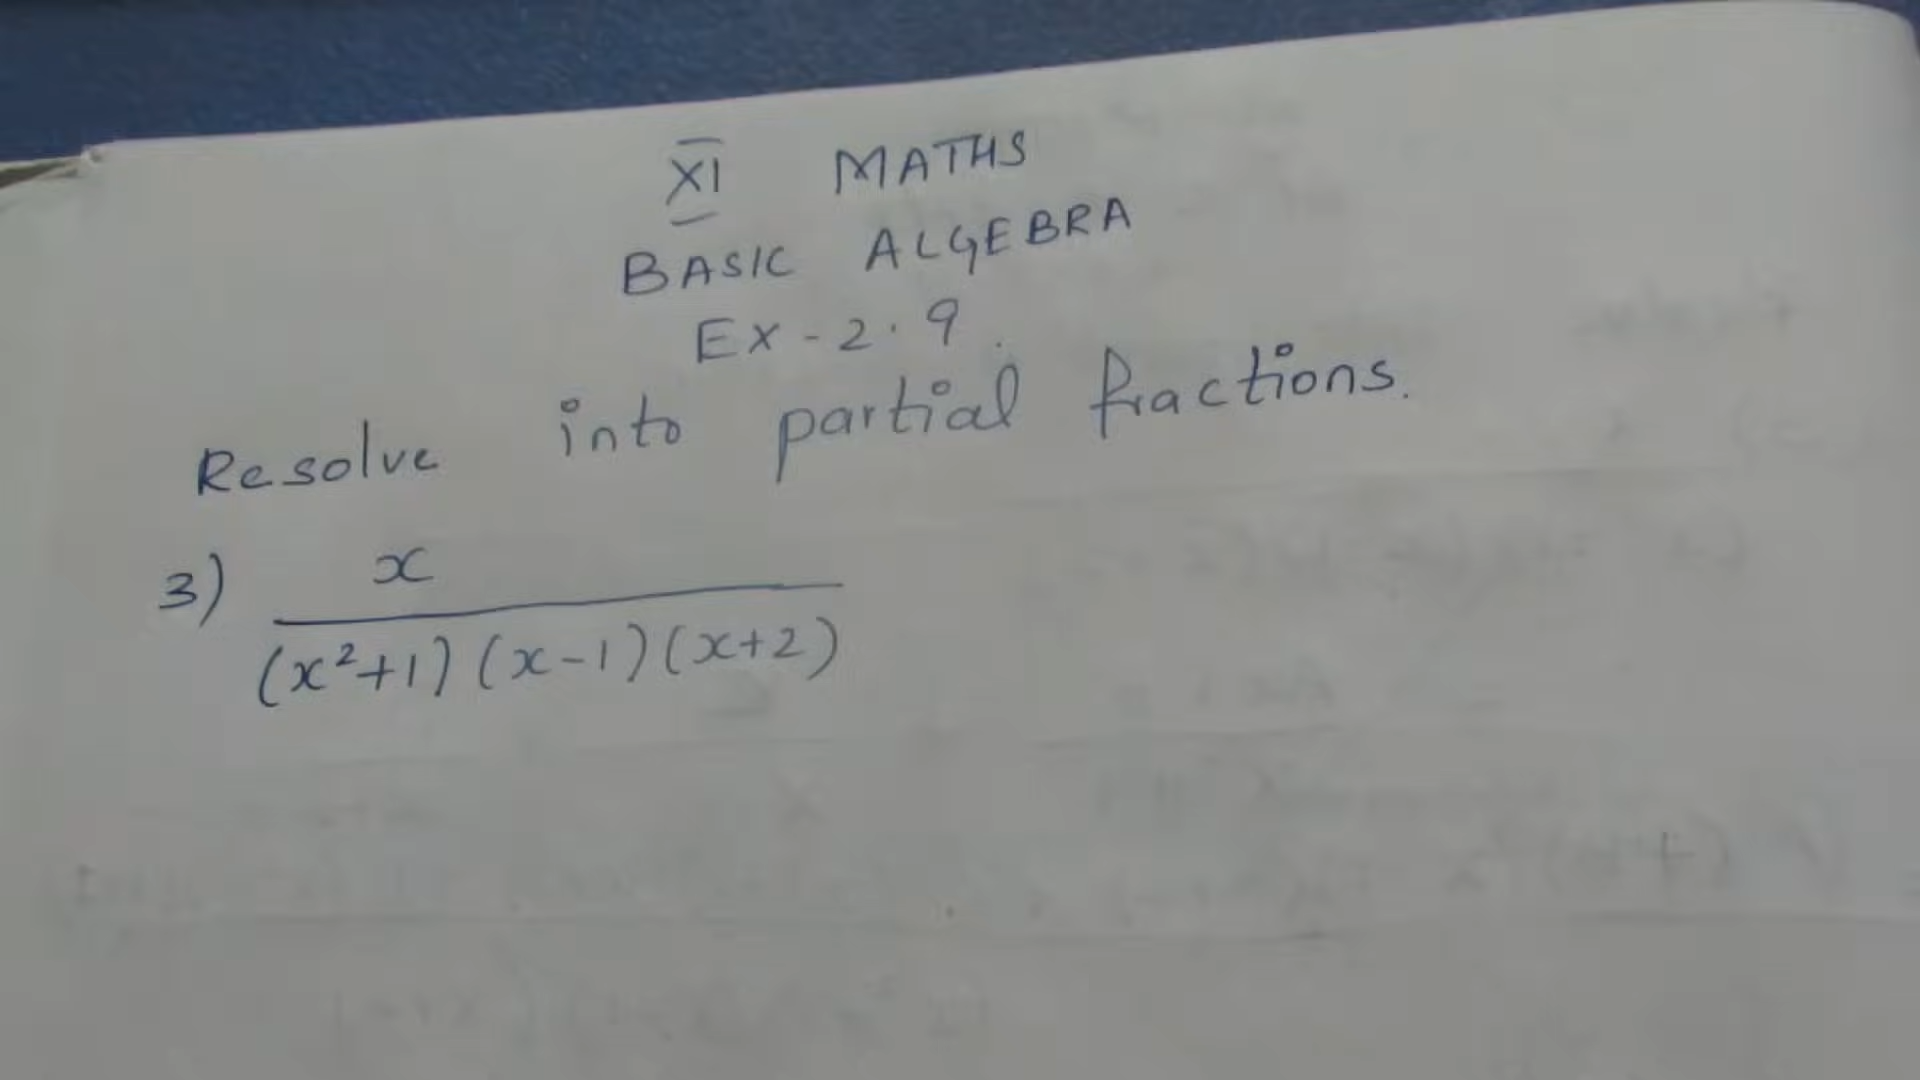 XI MATHS
BASIC ALGEBRA
EX-2.9.
Resolve into partial fractions.
3) x
(x²+1)(x-1)(x+2)